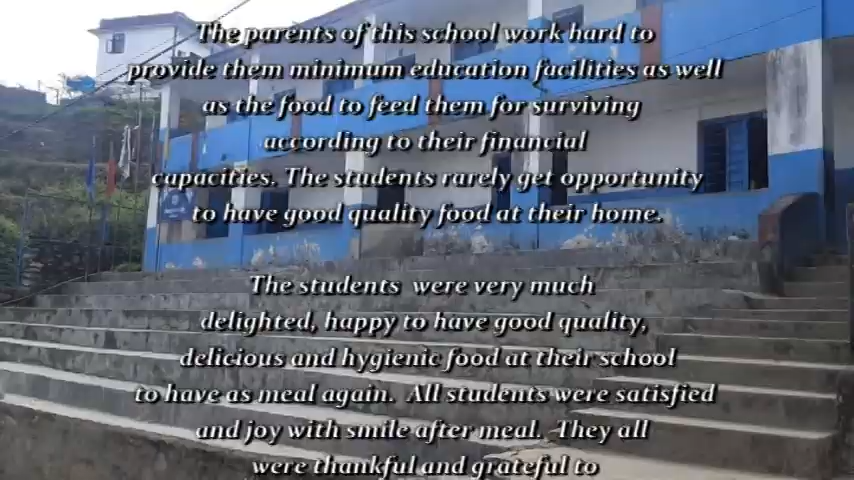 The parents of this school work hard to
provide them minimum education facilities as well
as the food to feed them for surviving
according to their financial
capacities. The students rarely get opportunity
to have good quality food at their home.
The students were very much
delighted, happy to have good quality,
delicious and hygienic food at their school
to have as meal again. All students were satisfied
and joy with smile after meal. They all
were thankful and grateful to